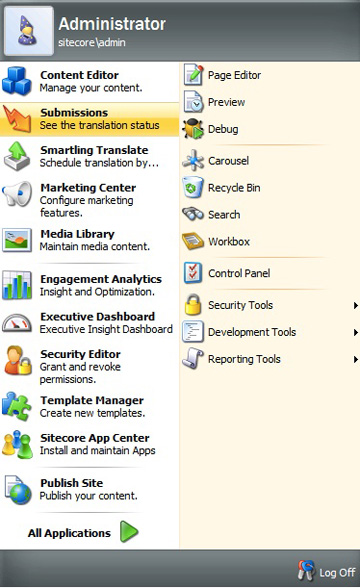 Administrator
sitecore\admin
Content Editor
Manage your content.
Submissions
See the translation status
Smartling Translate
Schedule translation by...
Marketing Center
Configure marketing
features.
Media Library
Maintain media content.
Engagement Analytics
Insight and Optimization.
Executive Dashboard
Executive Insight Dashboard
Security Editor
Grant and revoke
permissions.
Template Manager
Create new templates.
Sitecore App Center
Install and maintain Apps
Publish Site
Publish your content.
All Applications
Page Editor
Preview
Debug
Carousel
Recycle Bin
Search
Workbox
Control Panel
Security Tools
Development Tools
Reporting Tools
Log Off